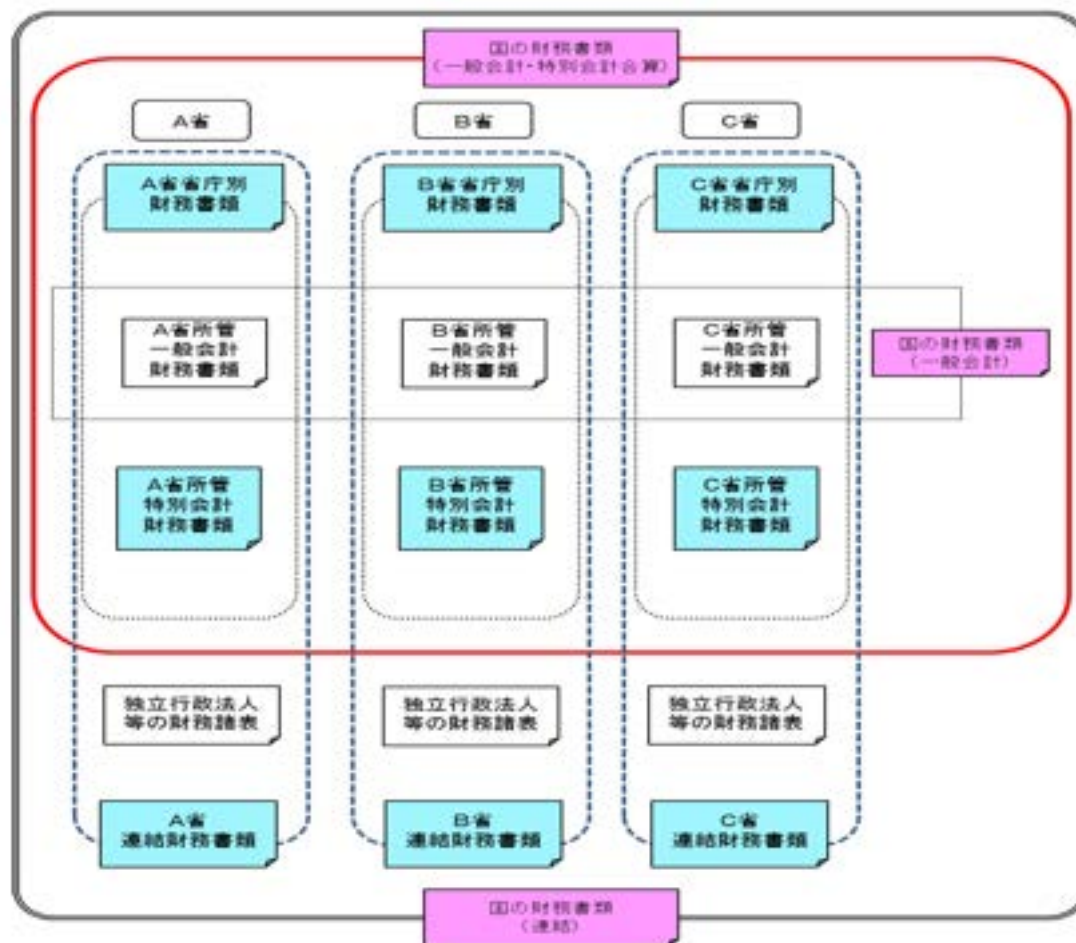 国の財務書類
(一般会計・特別会計合算)
A省
B省
C省
A省省庁別
財務書類
B省省庁別
財務書類
C省省庁別
財務書類
A省所管
一般会計
財務書類
B省所管
一般会計
財務書類
C省所管
一般会計
財務書類
国の財務書類
(一般会計)
A省所管
特別会計
財務書類
B省所管
特別会計
財務書類
C省所管
特別会計
財務書類
独立行政法人
等の財務諸表
独立行政法人
等の財務諸表
独立行政法人
等の財務諸表
A省
連結財務書類
B省
連結財務書類
C省
連結財務書類
国の財務書類
(連結)